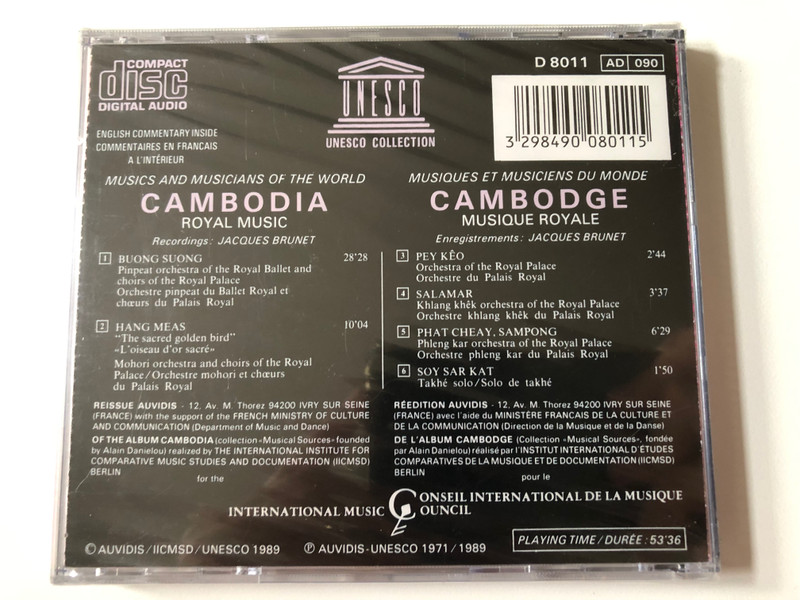 COMPACT
disc
DIGITAL AUDIO
UNESCO
UNESCO COLLECTION
D 8011 AD 090
3 298490 080115
ENGLISH COMMENTARY INSIDE
COMMENTAIRES EN FRANCAIS
A L'INTÉRIEUR
MUSICS AND MUSICIANS OF THE WORLD
CAMBODIA
ROYAL MUSIC
Recordings: JACQUES BRUNET
1 BUONG SUONG 28'28
Pinpeat orchestra of the Royal Ballet and
choirs of the Royal Palace
Orchestre pinpeat du Ballet Royal et
chœurs du Palais Royal
2 HANG MEAS 10'04
"The sacred golden bird"
«L'oiseau d'or sacré»
Mohori orchestra and choirs of the Royal
Palace/Orchestre mohori et chœurs
du Palais Royal
MUSIQUES ET MUSICIENS DU MONDE
CAMBODGE
MUSIQUE ROYALE
Enregistrements: JACQUES BRUNET
3 PEY KÊO 2'44
Orchestra of the Royal Palace
Orchestre du Palais Royal
4 SALAMAR 3'37
Khlang khêk orchestra of the Royal Palace
Orchestre khlang khêk du Palais Royal
5 PHAT CHEAY, SAMPONG 6'29
Phleng kar orchestra of the Royal Palace
Orchestre phleng kar du Palais Royal
6 SOY SAR KAT 1'50
Takhé solo/Solo de takhé
REISSUE AUVIDIS - 12, Av. M. Thorez 94200 IVRY SUR SEINE
(FRANCE) with the support of the FRENCH MINISTRY OF CULTURE
AND COMMUNICATION (Department of Music and Dance)
OF THE ALBUM CAMBODIA (collection «Musical Sources» founded
by Alain Danielou) realized by THE INTERNATIONAL INSTITUTE FOR
COMPARATIVE MUSIC STUDIES AND DOCUMENTATION (IICMSD)
BERLIN
for the
RÉEDITION AUVIDIS - 12, Av. M. Thorez 94200 IVRY SUR SEINE
(FRANCE) avec l'aide du MINISTÉRE FRANCAIS DE LA CULTURE ET
DE LA COMMUNICATION (Direction de la Musique et de la Danse)
DE L'ALBUM CAMBODGE (Collection «Musical Sources», fondée
par Alain Danielou) réalisé par l'INSTITUT INTERNATIONAL D'ÉTUDES
COMPARATIVES DE LA MUSIQUE ET DE DOCUMENTATION (IICMSD)
BERLIN
pour le
CONSEIL INTERNATIONAL DE LA MUSIQUE
INTERNATIONAL MUSIC COUNCIL
© AUVIDIS/IICMSD/UNESCO 1989 ℗ AUVIDIS-UNESCO 1971/1989
PLAYING TIME/DURÉE: 53'36